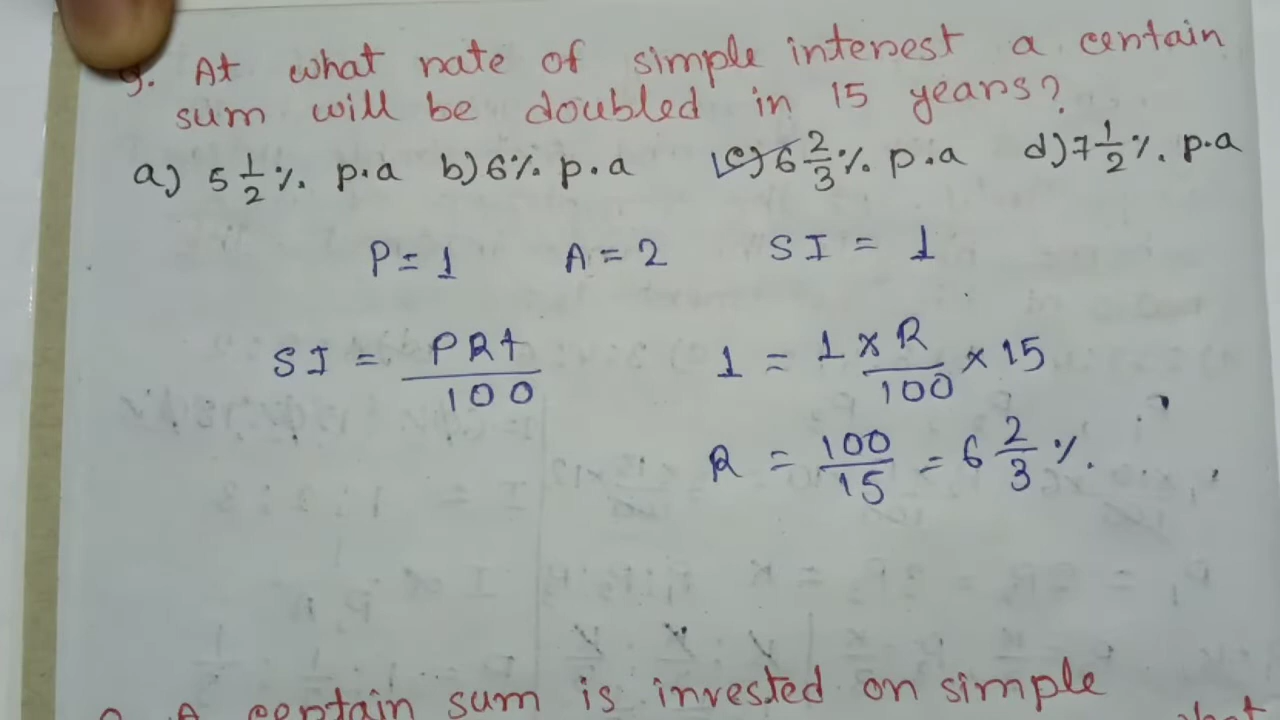 9. At what rate of simple interest a certain
sum will be doubled in 15 years?
a) 5 1/2 %. p.a b) 6%. p.a c) 6 2/3 %. p.a d) 7 1/2 %. p.a
P = 1 A = 2 SI = 1
SI = PRt/100 1 = 1 × R/100 × 15
R = 100/15 = 6 2/3 %.
A certain sum is invested on simple